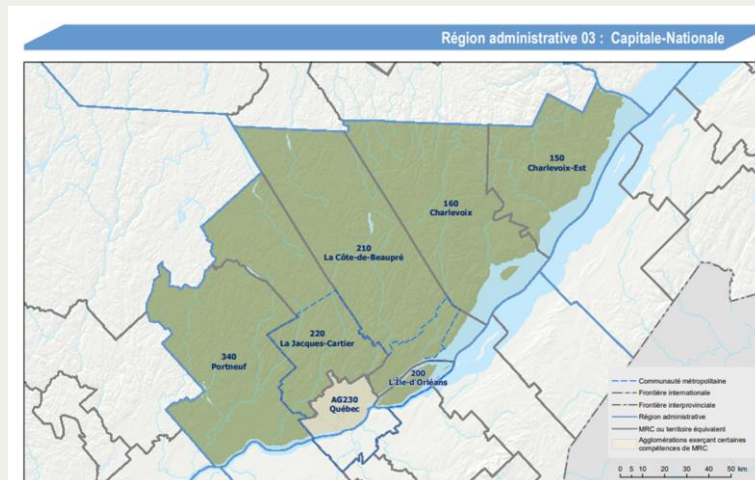 Région administrative 03 : Capitale-Nationale
150
Charlevoix-Est
160
Charlevoix
210
La Côte-de-Beaupré
220
La Jacques-Cartier
340
Portneuf
200
L'Île-d'Orléans
AG230
Québec
Communauté métropolitaine
Frontière internationale
Frontière interprovinciale
Région administrative
MRC ou territoire équivalent
Agglomérations exerçant certaines
compétences de MRC
0 5 10 20 30 40 50 km